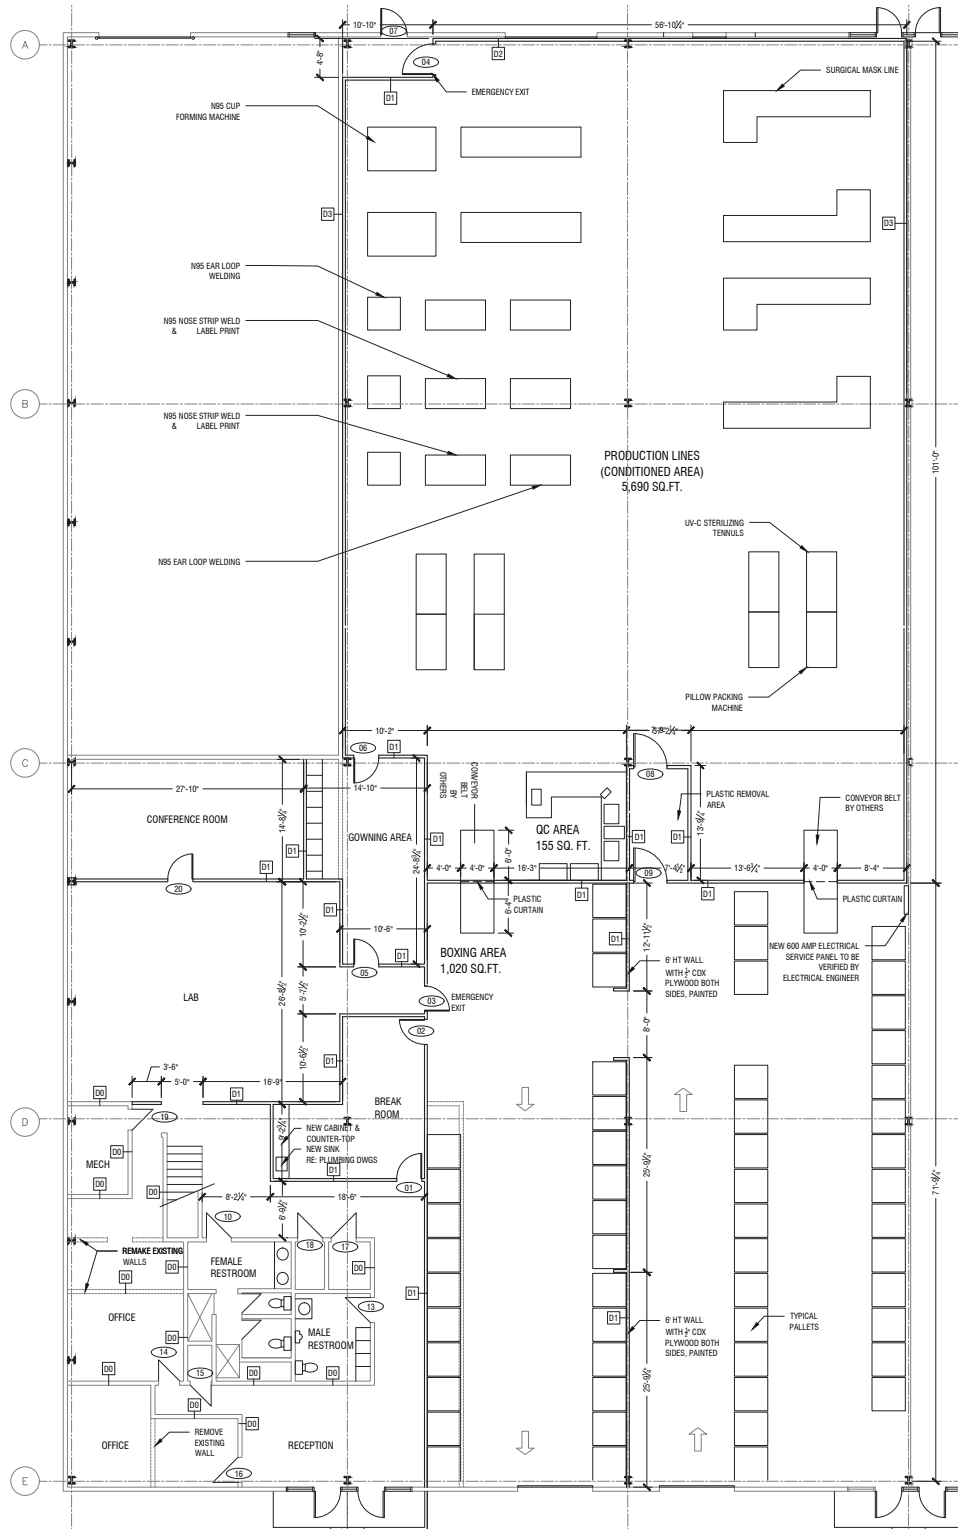 10'-10"
56'-10¼"
07
A
D2
4'-8"
04
SURGICAL MASK LINE
D1
EMERGENCY EXIT
N95 CUP
FORMING MACHINE
D3
D3
N95 EAR LOOP
WELDING
N95 NOSE STRIP WELD
& LABEL PRINT
B
N95 NOSE STRIP WELD
& LABEL PRINT
PRODUCTION LINES
(CONDITIONED AREA)
5,690 SQ.FT.
101'-0"
UV-C STERILIZING
TENNULS
N95 EAR LOOP WELDING
PILLOW PACKING
MACHINE
10'-2"
06
D1
C
08
27'-10"
14'-10"
CONVEYOR
BELT
BY
OTHERS
PLASTIC REMOVAL
AREA
CONVEYOR BELT
BY OTHERS
CONFERENCE ROOM
14'-8¼"
GOWNING AREA
QC AREA
155 SQ. FT.
D1
D1
D1
D1
13'-9¼"
24'-8¼"
6'-0"
4'-0"
4'-0"
16'-3"
7'-4½"
13'-6¾"
4'-0"
8'-4"
20
D1
09
D1
D1
PLASTIC
CURTAIN
PLASTIC CURTAIN
6'-4"
D1
10'-2½"
10'-6"
12'-11½"
D1
BOXING AREA
1,020 SQ.FT.
NEW 600 AMP ELECTRICAL
SERVICE PANEL TO BE
VERIFIED BY
ELECTRICAL ENGINEER
05
D1
6' HT WALL
WITH ½" CDX
PLYWOOD BOTH
SIDES, PAINTED
LAB
26'-8½"
5'-7½"
03
EMERGENCY
EXIT
8'-0"
02
10'-6½"
D1
3'-6"
5'-0"
16'-9"
D0
D1
BREAK
ROOM
D
19
MECH
D0
NEW CABINET &
COUNTER-TOP
NEW SINK
RE: PLUMBING DWGS
D1
25'-9¼"
71'-9¼"
D0
D0
01
8'-2¼"
18'-6"
6'-9½"
10
18
17
REMAKE EXISTING
WALLS
FEMALE
RESTROOM
D0
D0
D0
D1
OFFICE
13
D0
MALE
RESTROOM
D1
6' HT WALL
WITH ½" CDX
PLYWOOD BOTH
SIDES, PAINTED
TYPICAL
PALLETS
14
D0
15
D0
D0
25'-9¼"
D0
D0
OFFICE
REMOVE
EXISTING
WALL
RECEPTION
16
E